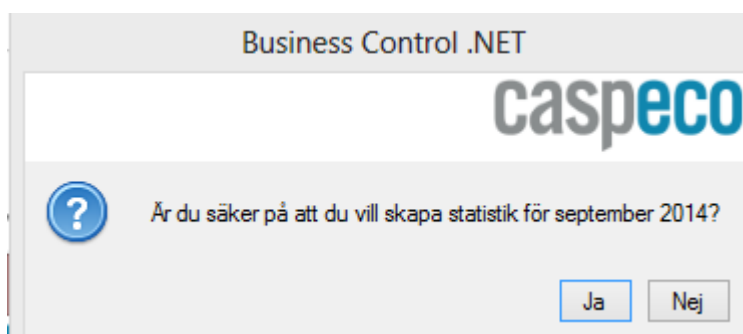 Business Control .NET
caspeco
Är du säker på att du vill skapa statistik för september 2014?
Ja
Nej